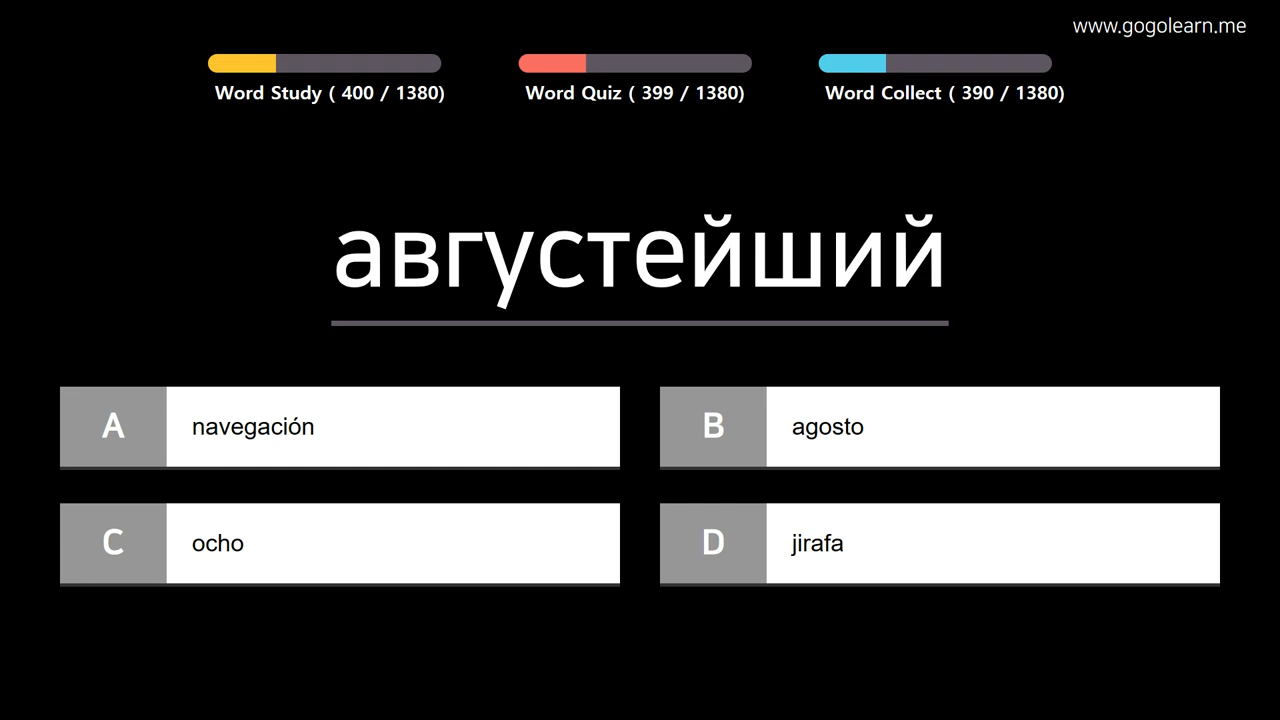 www.gogolearn.me
Word Study ( 400 / 1380)
Word Quiz ( 399 / 1380)
Word Collect ( 390 / 1380)
августейший
A navegación
B agosto
C ocho
D jirafa